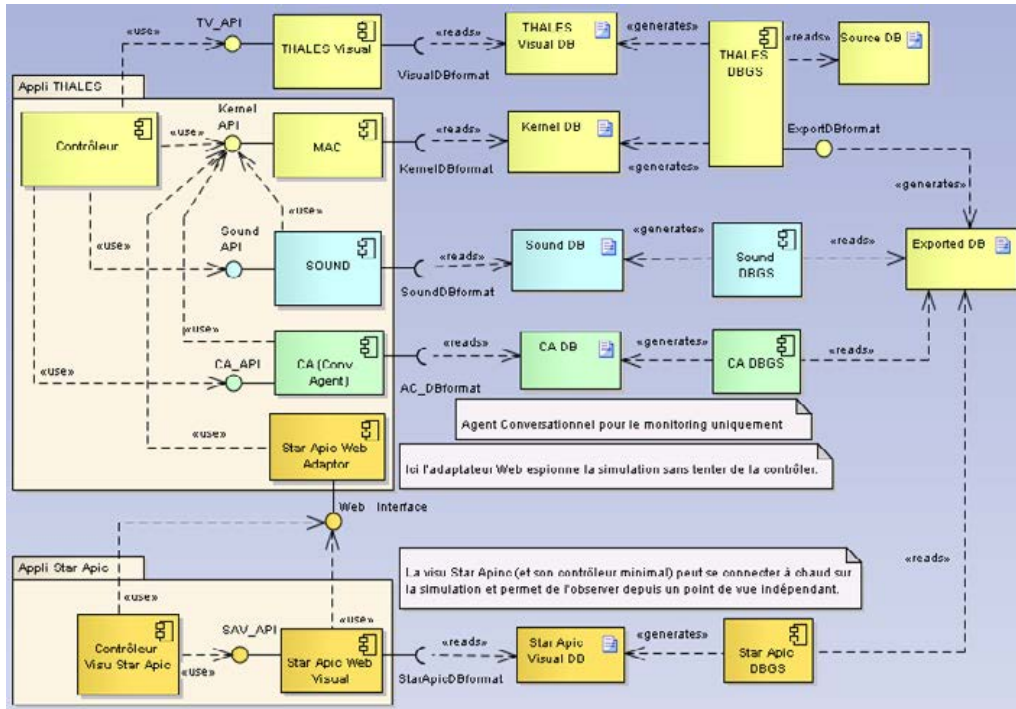 TV_API
«use»
THALES Visual
«reads»
VisualDBformat
THALES
Visual DB
«generates»
THALES
DBGS
«reads»
Source DB
Appli THALES
Contrôleur
«use»
Kernel
API
MAC
«reads»
KernelDBformat
Kernel DB
«generates»
ExportDBformat
«generates»
Exported DB
«use»
«use»
Sound
API
SOUND
«reads»
SoundDBformat
Sound DB
«generates»
Sound
DBGS
«reads»
«use»
«use»
CA_API
CA (Conv
Agent)
«reads»
AC_DBformat
CA DB
«generates»
CA DBGS
«reads»
Agent Conversationnel pour le monitoring uniquement
«use»
Star Apic Web
Adaptor
Ici l'adaptateur Web espionne la simulation sans tenter de la contrôler.
Web Interface
Appli Star Apic
«use»
«use»
La visu Star Apinc (et son contrôleur minimal) peut se connecter à chaud sur
la simulation et permet de l'observer depuis un point de vue indépendant.
«reads»
Contrôleur
Visu Star Apic
«use»
SAV_API
Star Apic Web
Visual
«reads»
StarApicDBformat
Star Apic
Visual DD
«generates»
Star Apic
DBGS